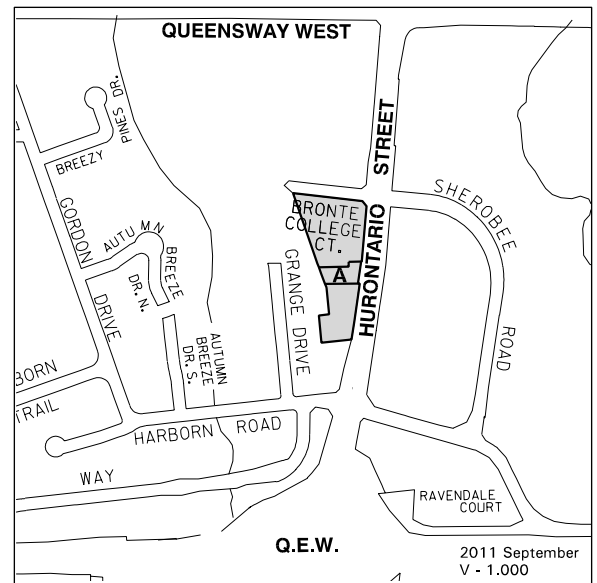 QUEENSWAY WEST
BREEZY
PINES DR.
GORDON
DRIVE
AUTUMN
BREEZE
DR. N.
AUTUMN
BREEZE
DR. S.
GRANGE DRIVE
BRONTE
COLLEGE
CT.
A
HURONTARIO STREET
SHEROBEE
ROAD
BORN
TRAIL
HARBORN ROAD
WAY
RAVENDALE
COURT
Q.E.W.
2011 September
V - 1.000